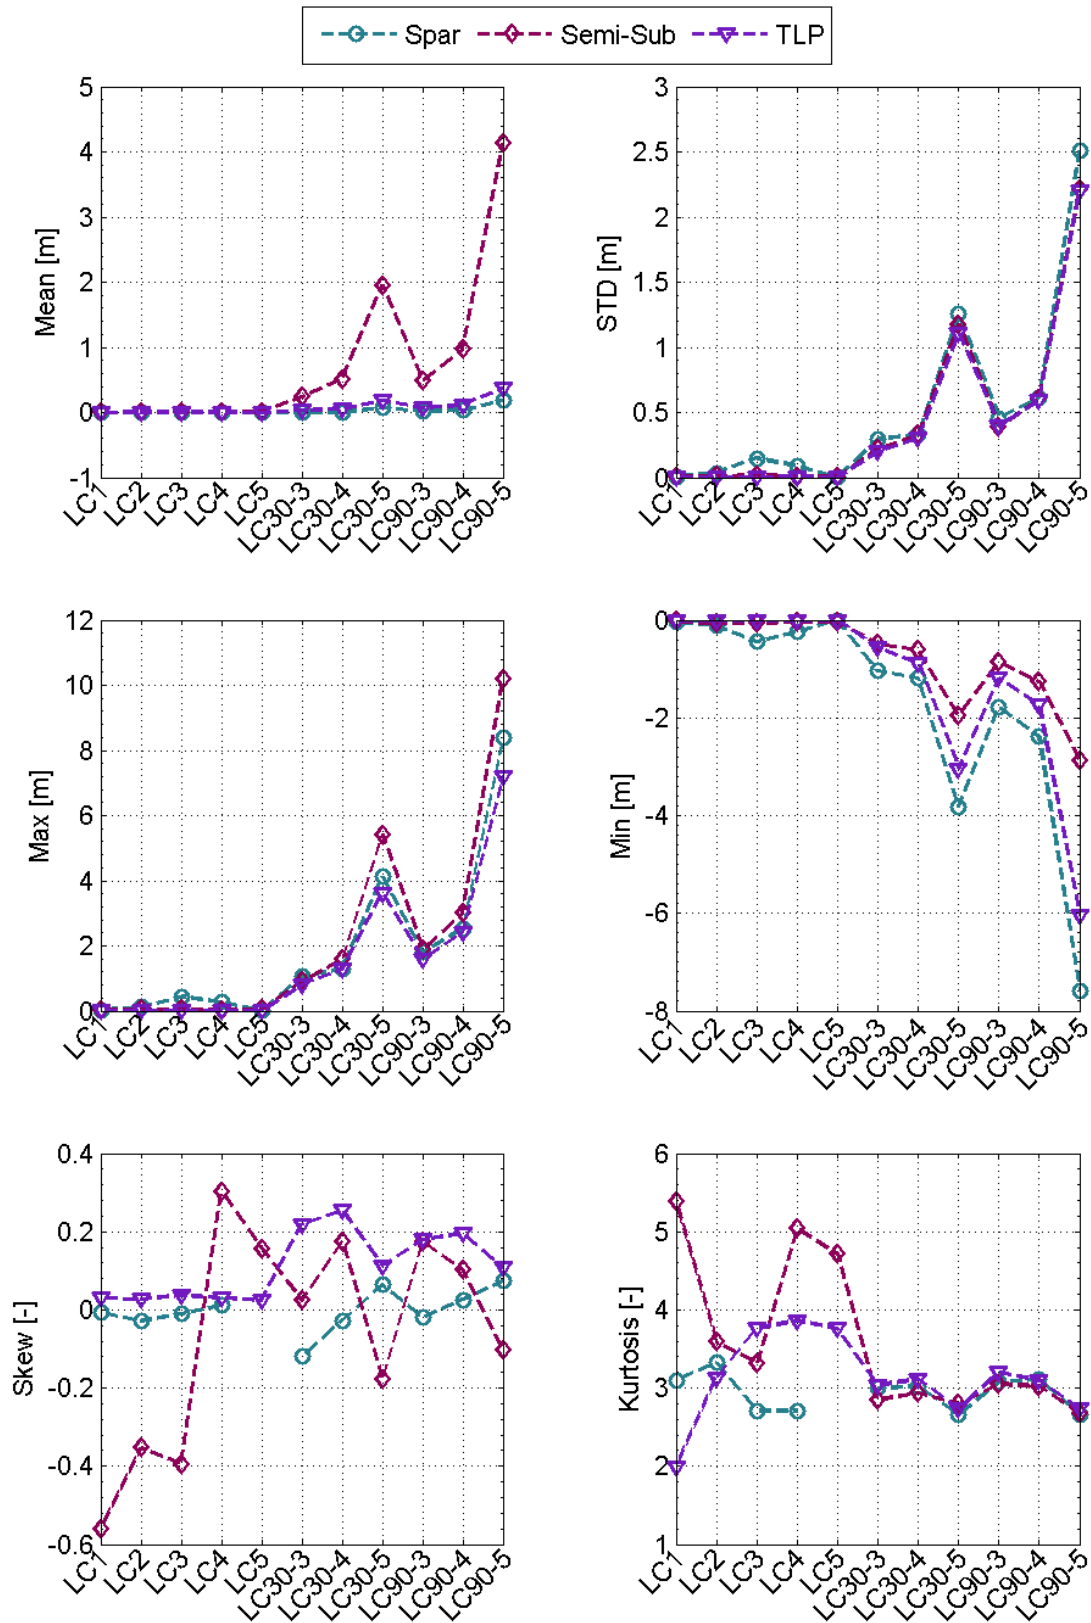 Spar Semi-Sub TLP
Mean [m]
5
4
3
2
1
0
-1
LC1 LC2 LC3 LC4 LC5 LC30-3 LC30-4 LC30-5 LC90-3 LC90-4 LC90-5
STD [m]
3
2.5
2
1.5
1
0.5
0
LC1 LC2 LC3 LC4 LC5 LC30-3 LC30-4 LC30-5 LC90-3 LC90-4 LC90-5
Max [m]
12
10
8
6
4
2
0
LC1 LC2 LC3 LC4 LC5 LC30-3 LC30-4 LC30-5 LC90-3 LC90-4 LC90-5
Min [m]
0
-2
-4
-6
-8
LC1 LC2 LC3 LC4 LC5 LC30-3 LC30-4 LC30-5 LC90-3 LC90-4 LC90-5
Skew [-]
0.4
0.2
0
-0.2
-0.4
-0.6
LC1 LC2 LC3 LC4 LC5 LC30-3 LC30-4 LC30-5 LC90-3 LC90-4 LC90-5
Kurtosis [-]
6
5
4
3
2
1
LC1 LC2 LC3 LC4 LC5 LC30-3 LC30-4 LC30-5 LC90-3 LC90-4 LC90-5